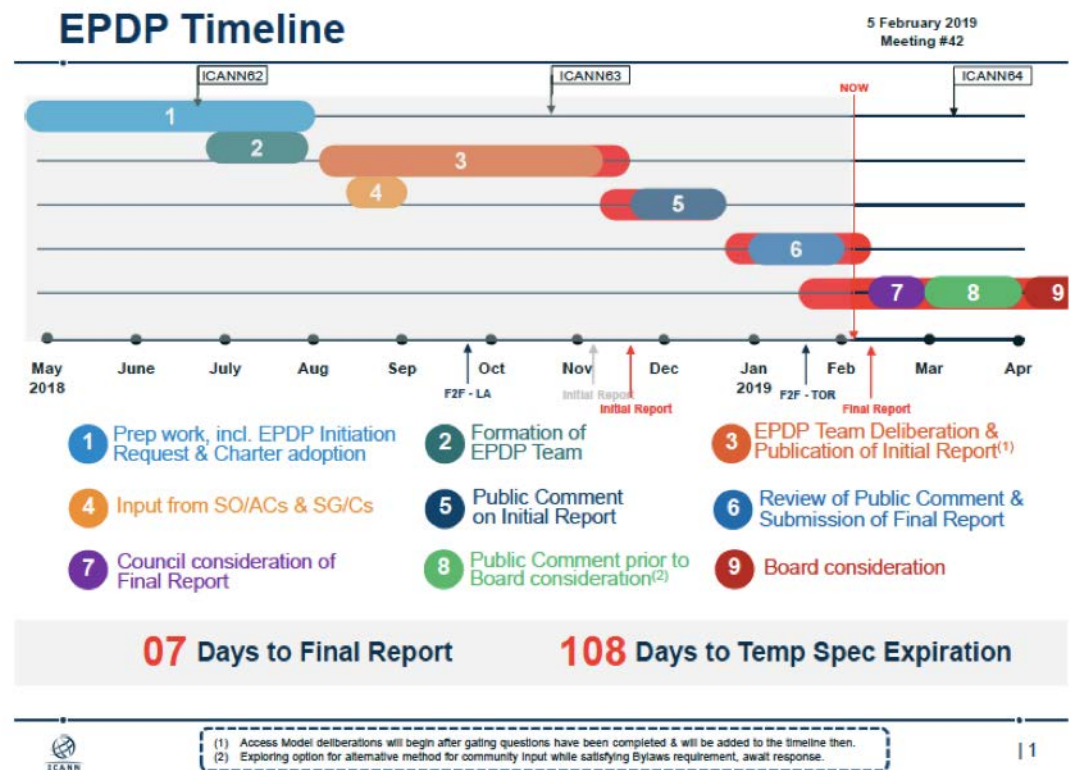 EPDP Timeline
5 February 2019
Meeting #42
ICANN62
ICANN63
ICANN64
NOW
1
2
3
4
5
6
7
8
9
May
2018
June
July
Aug
Sep
Oct
Nov
Dec
Jan
2019
Feb
Mar
Apr
F2F - LA
Initial Report
Initial Report
F2F - TOR
Final Report
1 Prep work, incl. EPDP Initiation
Request & Charter adoption
2 Formation of
EPDP Team
3 EPDP Team Deliberation &
Publication of Initial Report(1)
4 Input from SO/ACs & SG/Cs
5 Public Comment
on Initial Report
6 Review of Public Comment &
Submission of Final Report
7 Council consideration of
Final Report
8 Public Comment prior to
Board consideration(2)
9 Board consideration
07 Days to Final Report
108 Days to Temp Spec Expiration
ICANN
(1) Access Model deliberations will begin after gating questions have been completed & will be added to the timeline then.
(2) Exploring option for alternative method for community input while satisfying Bylaws requirement, await response.
| 1